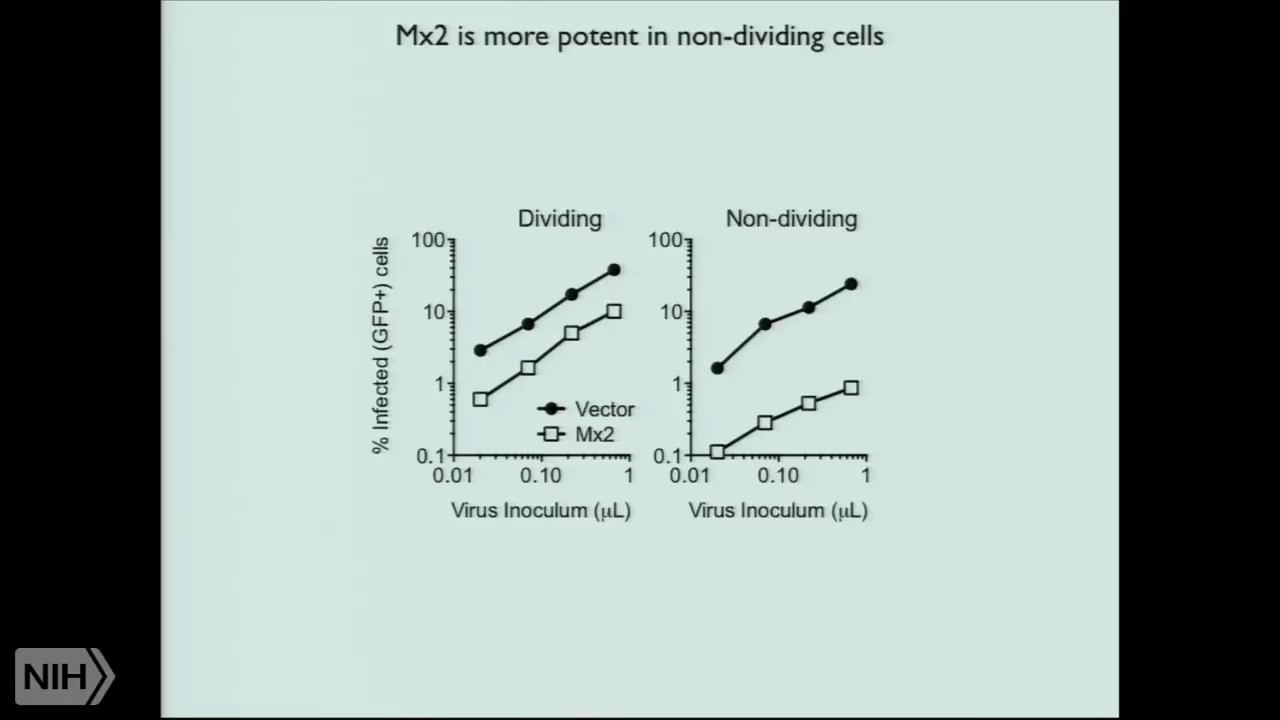 Mx2 is more potent in non-dividing cells
Dividing
Non-dividing
% Infected (GFP+) cells
100
10
1
0.1
0.01
0.10
1
Vector
Mx2
Virus Inoculum (μL)
100
10
1
0.1
0.01
0.10
1
Virus Inoculum (μL)
NIH